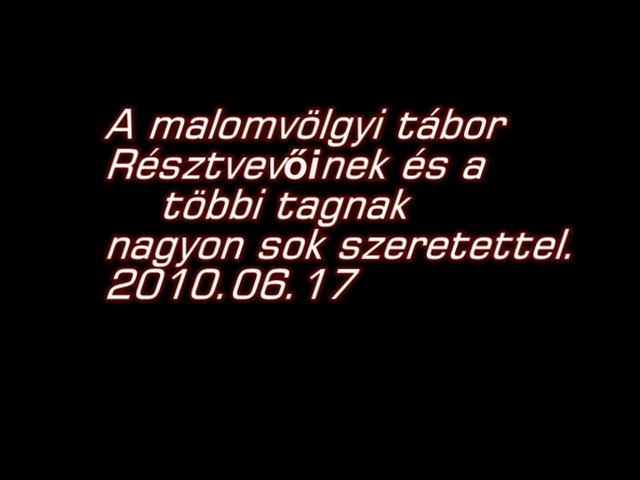 A malomvölgyi tábor
Résztvevőinek és a
többi tagnak
nagyon sok szeretettel.
2010.06.17